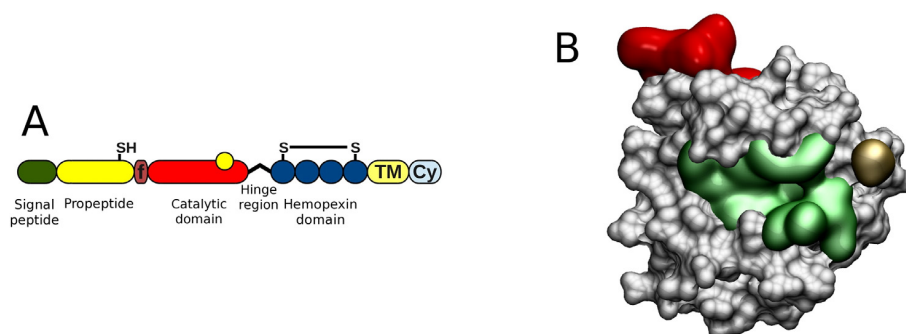 A
SH
S S
f
TM Cy
Signal
peptide
Propeptide
Catalytic
domain
Hinge
region
Hemopexin
domain
B